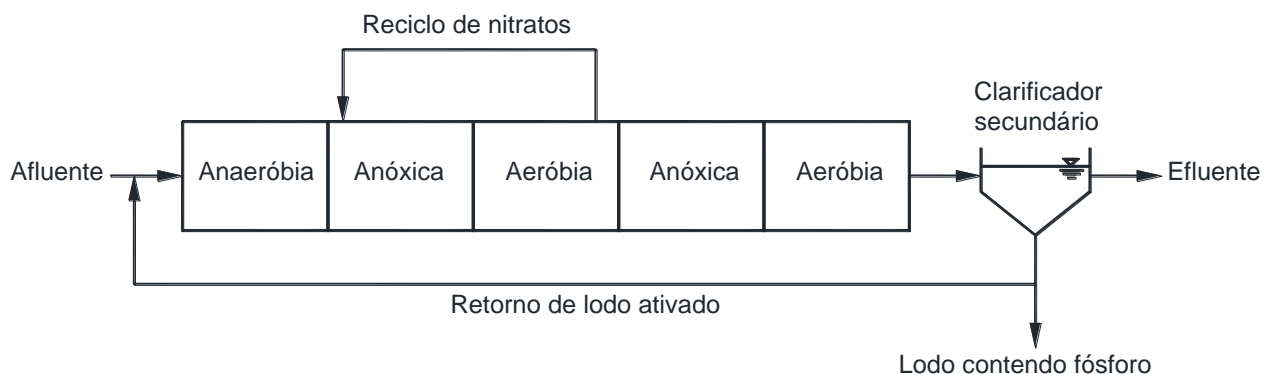 Reciclo de nitratos
Clarificador
secundário
Afluente
Anaeróbia
Anóxica
Aeróbia
Anóxica
Aeróbia
Efluente
Retorno de lodo ativado
Lodo contendo fósforo